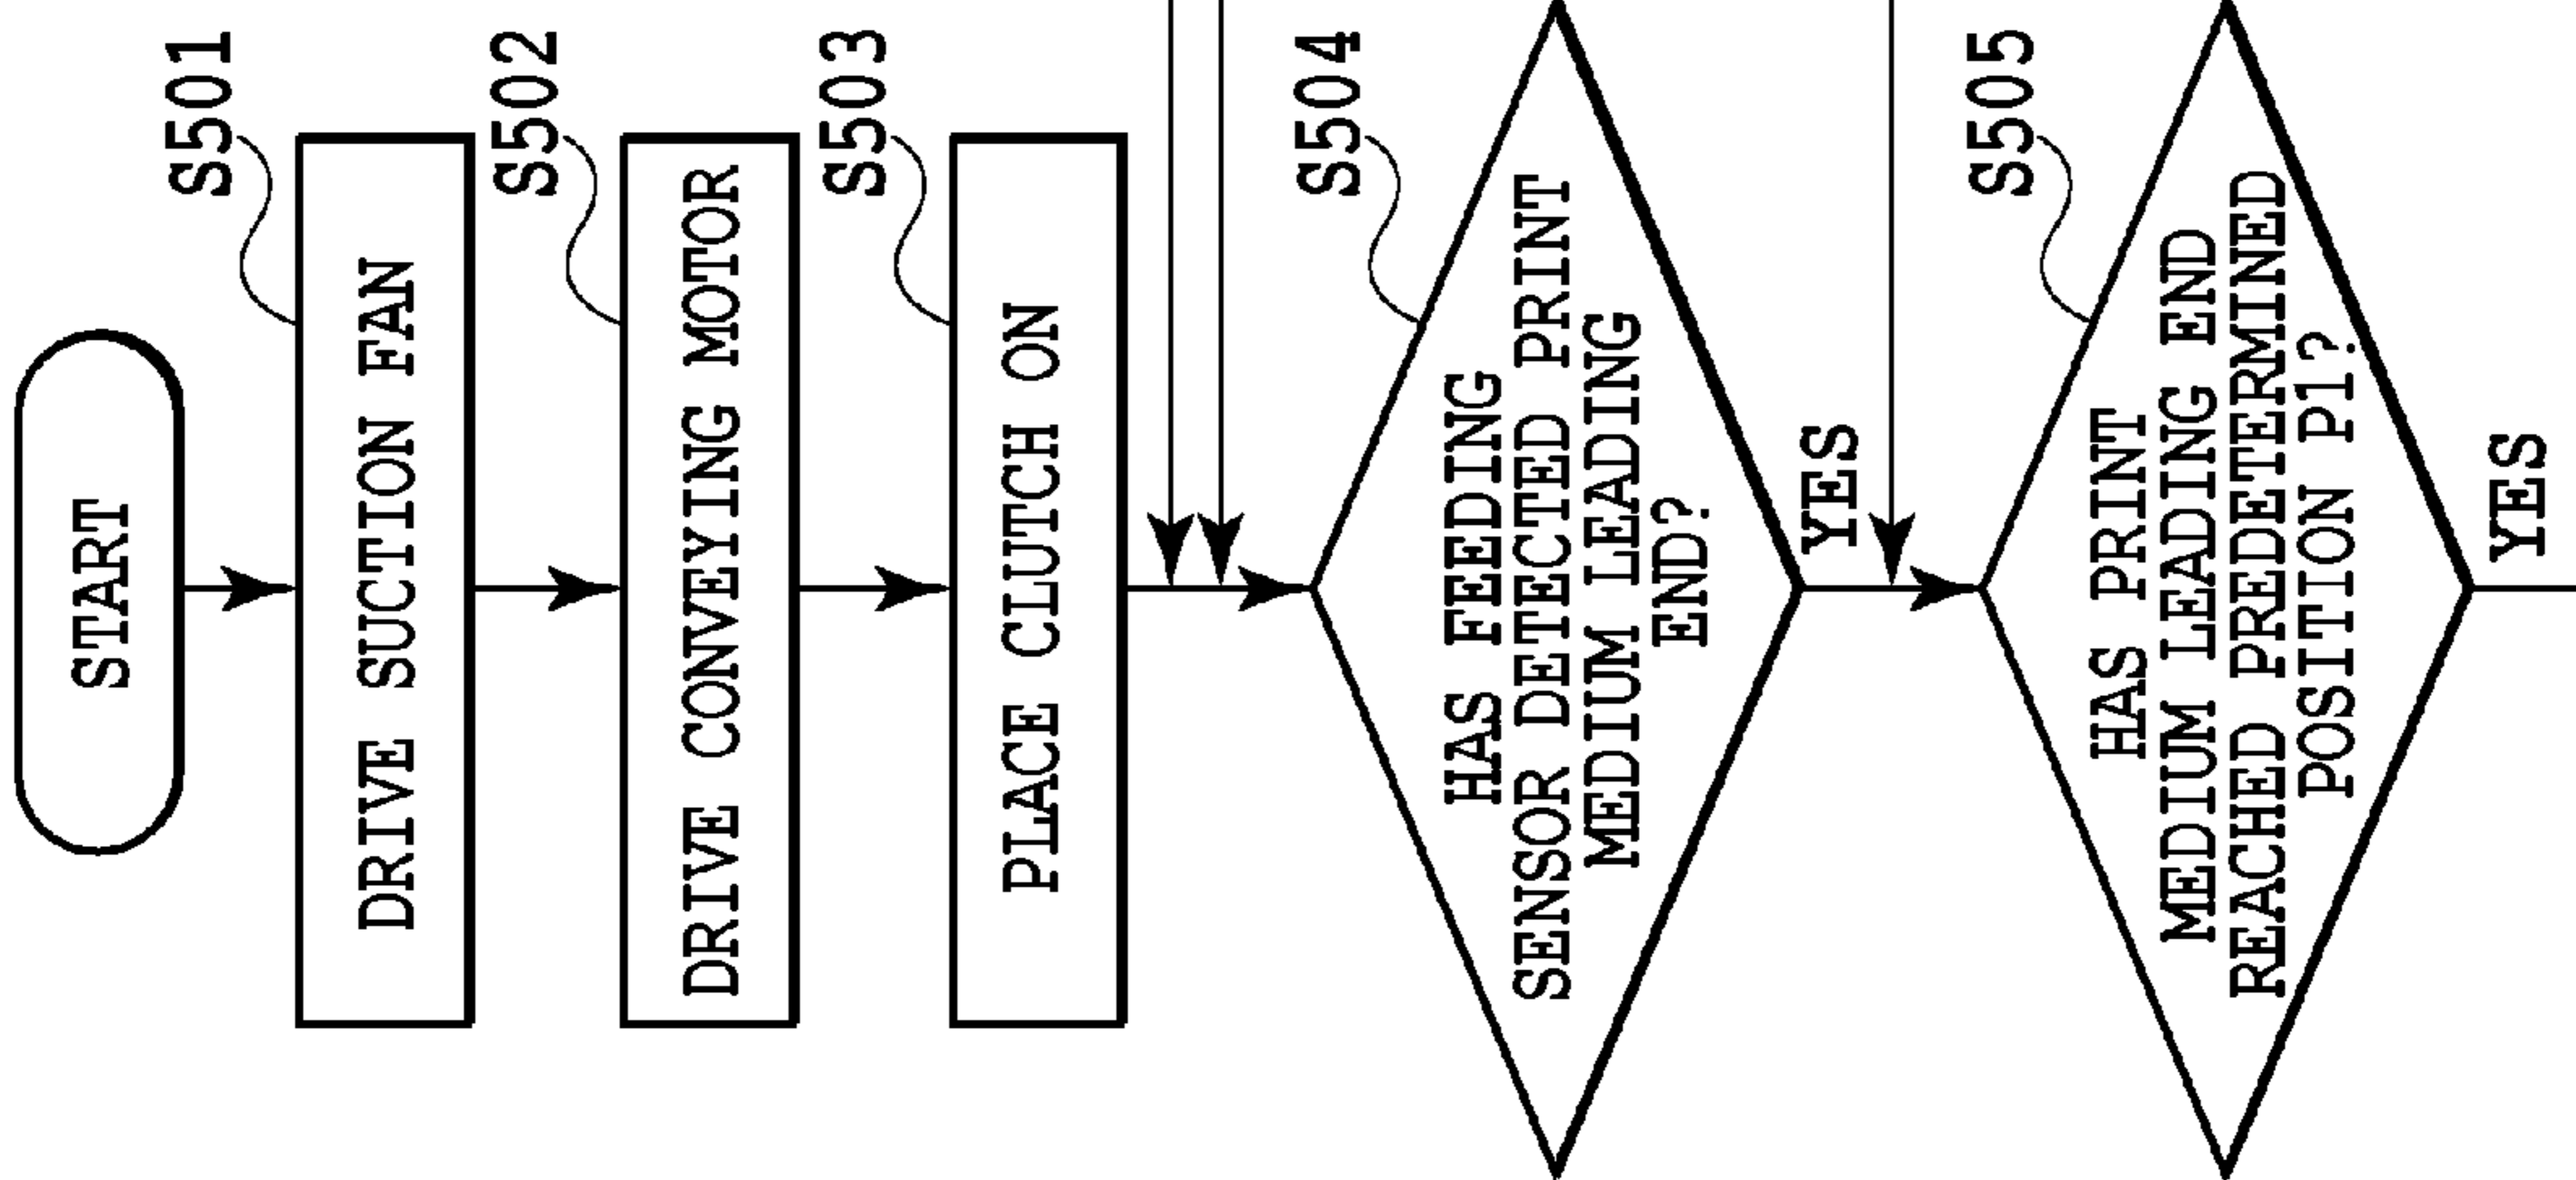 START
S501
DRIVE SUCTION FAN
S502
DRIVE CONVEYING MOTOR
S503
PLACE CLUTCH ON
S504
HAS FEEDING
SENSOR DETECTED PRINT
MEDIUM LEADING
END?
YES
S505
HAS PRINT
MEDIUM LEADING END
REACHED PREDETERMINED
POSITION P1?
YES